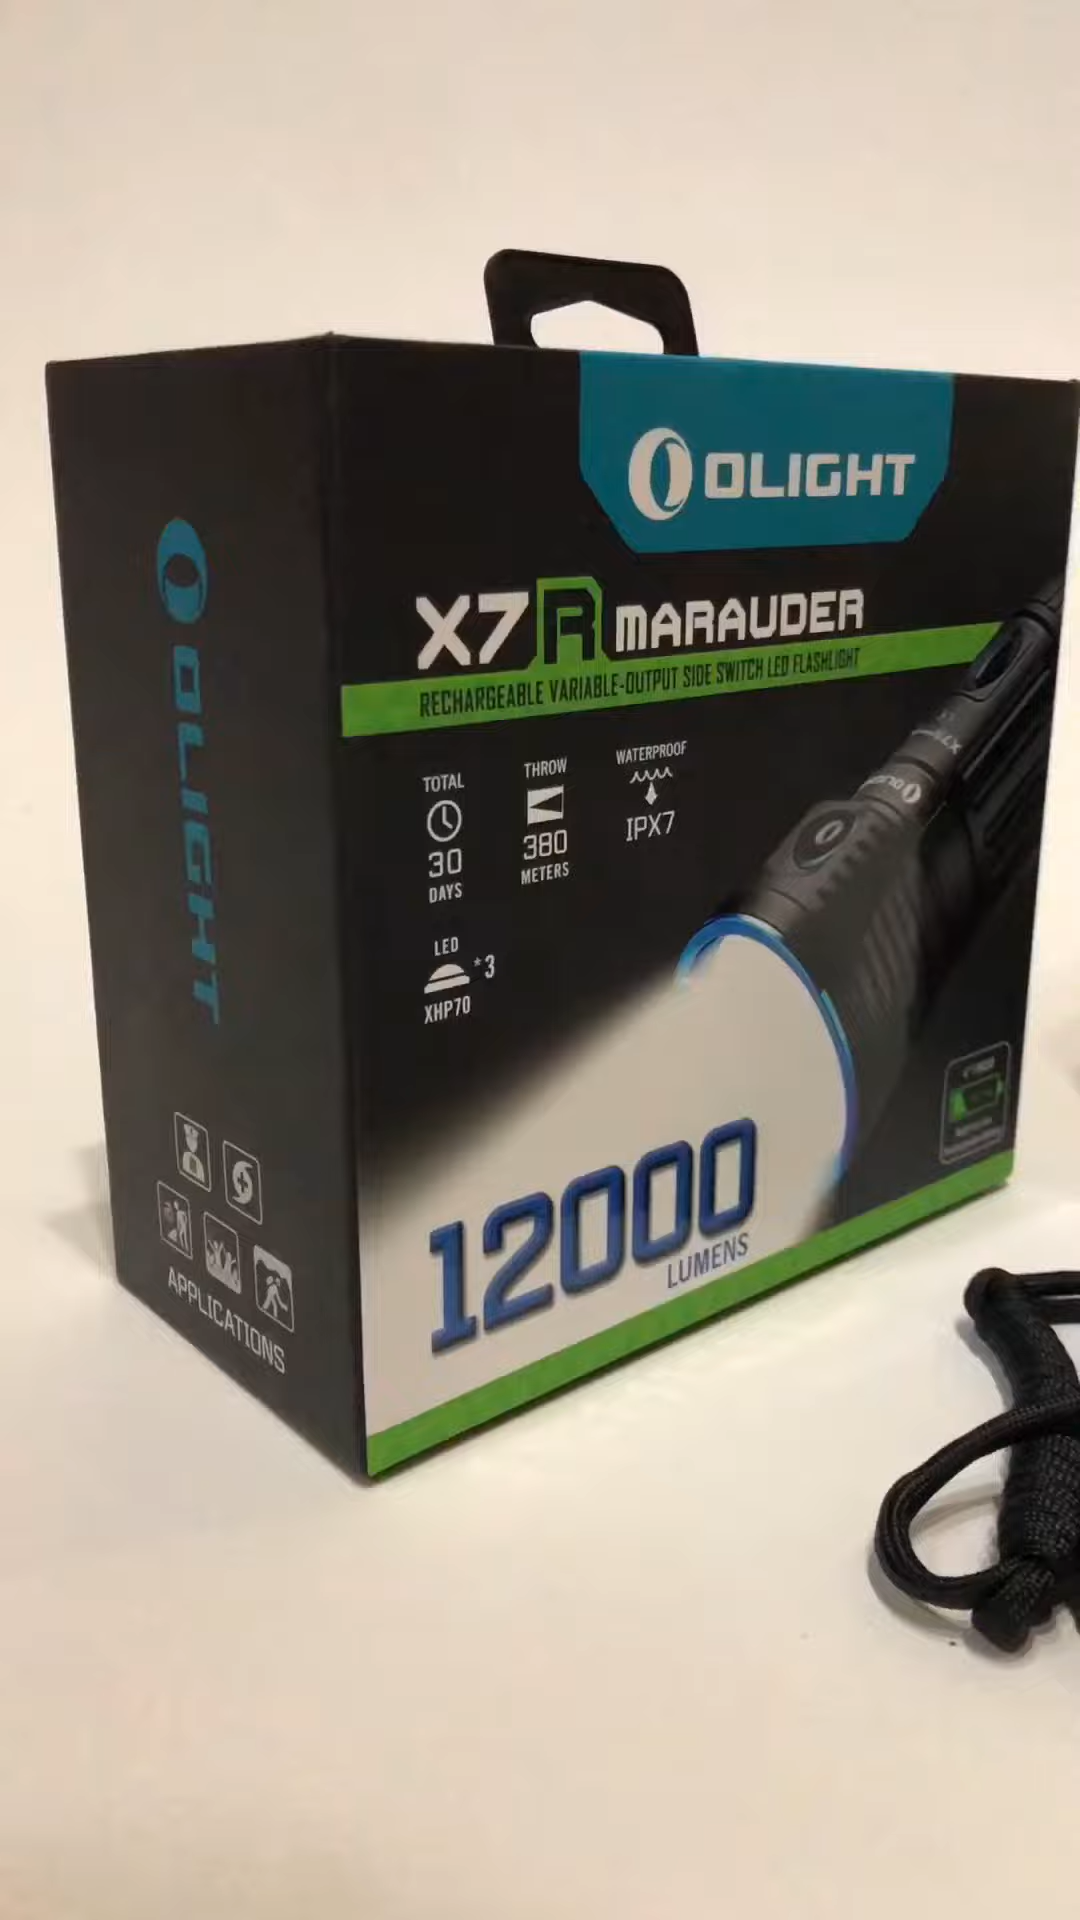 OLIGHT
X7R MARAUDER
RECHARGEABLE VARIABLE-OUTPUT SIDE SWITCH LED FLASHLIGHT
TOTAL
30
DAYS
THROW
380
METERS
WATERPROOF
IPX7
LED
*3
XHP70
12000
LUMENS
OLIGHT
APPLICATIONS
OLIGHT